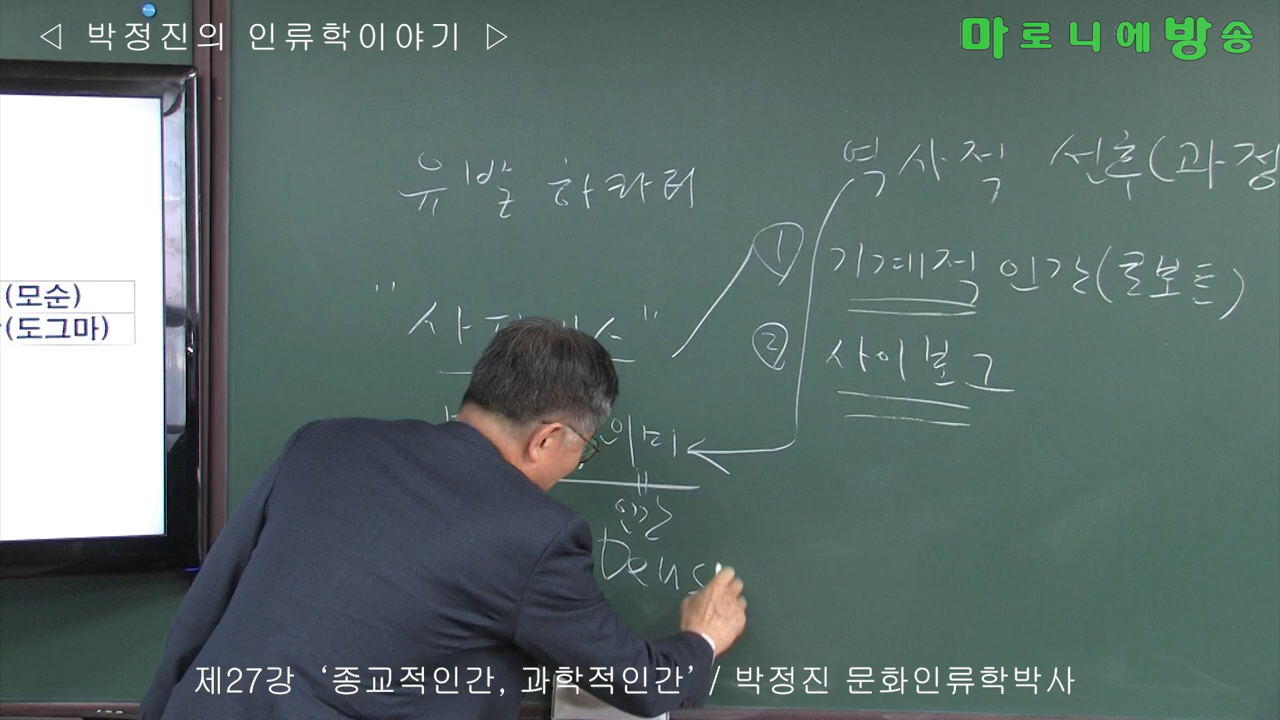 ◁ 박정진의 인류학이야기 ▷
마로니에방송
(모순)
(도그마)
유발 하라리
역사적 선후(과정
① 기계적 인간(로보트)
② 사이보그
"사 스"
인간
Deus
제27강 '종교적인간, 과학적인간' / 박정진 문화인류학박사